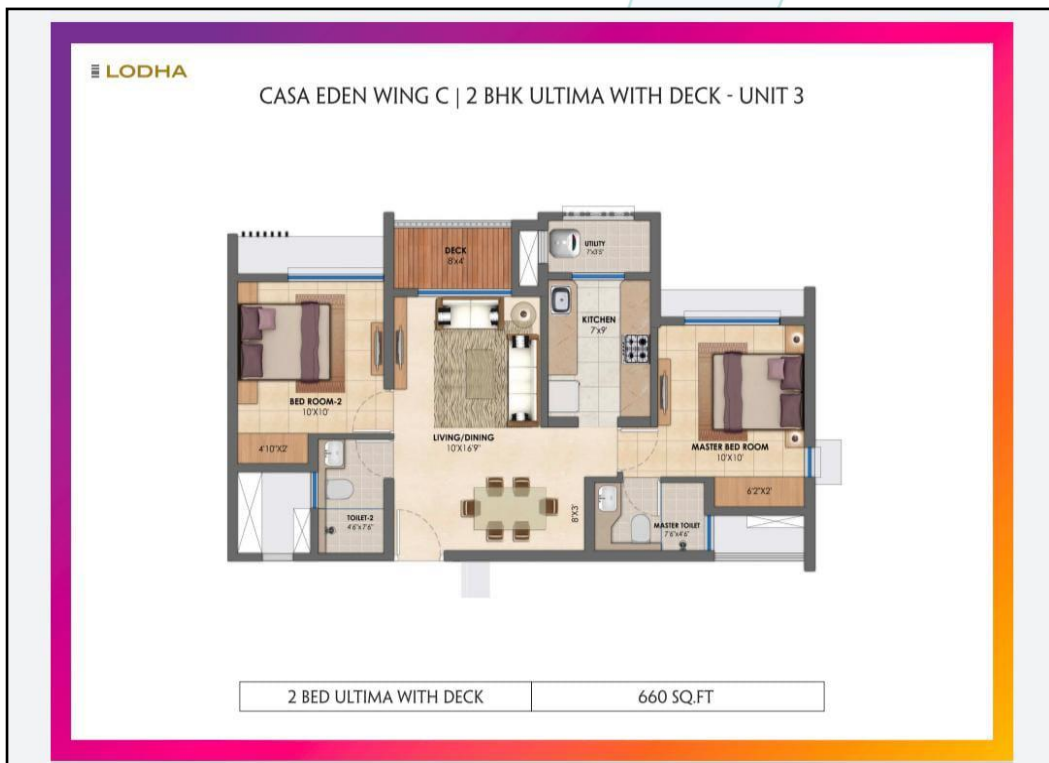 LODHA
CASA EDEN WING C | 2 BHK ULTIMA WITH DECK - UNIT 3
DECK
8'x4'
UTILITY
7'x3'5"
KITCHEN
7'x9'
BED ROOM-2
10'X10'
4'10"X2'
LIVING/DINING
10'X16'9"
MASTER BED ROOM
10'X10'
6'2"X2'
8'X3'
TOILET-2
4'6"x7'6"
MASTER TOILET
7'6"x4'6"
2 BED ULTIMA WITH DECK
660 SQ.FT